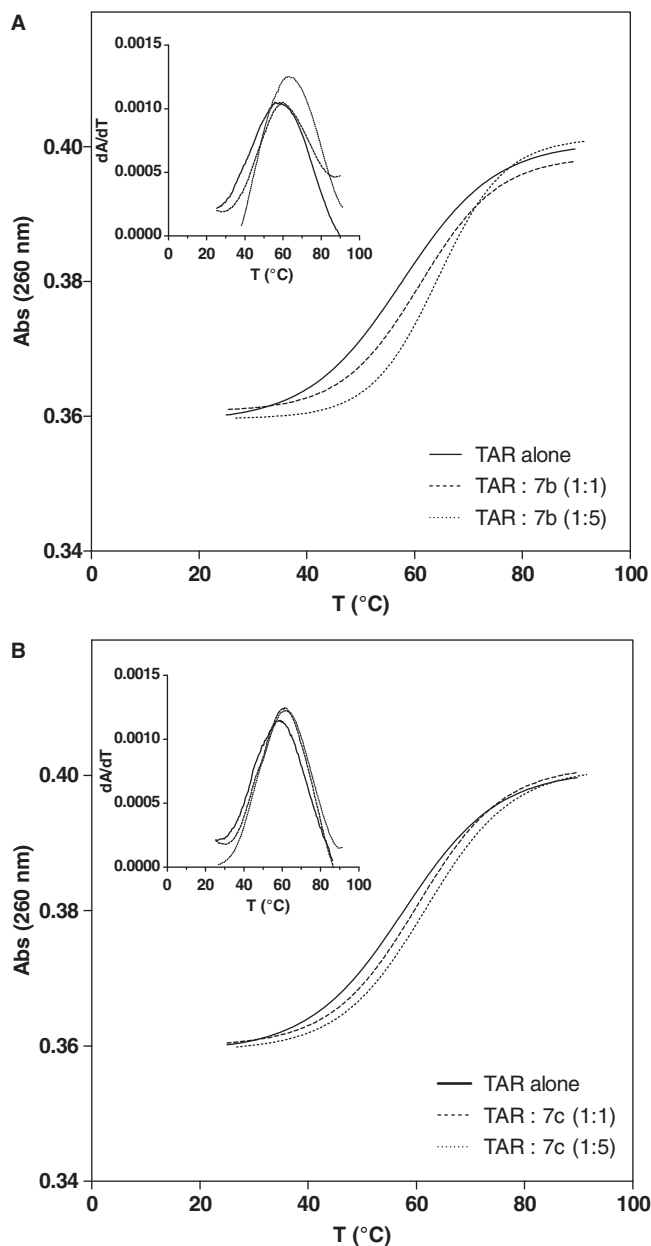 A
0.0015
0.0010
0.0005
0.0000
dA/dT
0 20 40 60 80 100
T (°C)
0.40
0.38
0.36
0.34
Abs (260 nm)
TAR alone
TAR : 7b (1:1)
TAR : 7b (1:5)
0 20 40 60 80 100
T (°C)
B
0.0015
0.0010
0.0005
0.0000
dA/dT
0 20 40 60 80 100
T (°C)
0.40
0.38
0.36
0.34
Abs (260 nm)
TAR alone
TAR : 7c (1:1)
TAR : 7c (1:5)
0 20 40 60 80 100
T (°C)